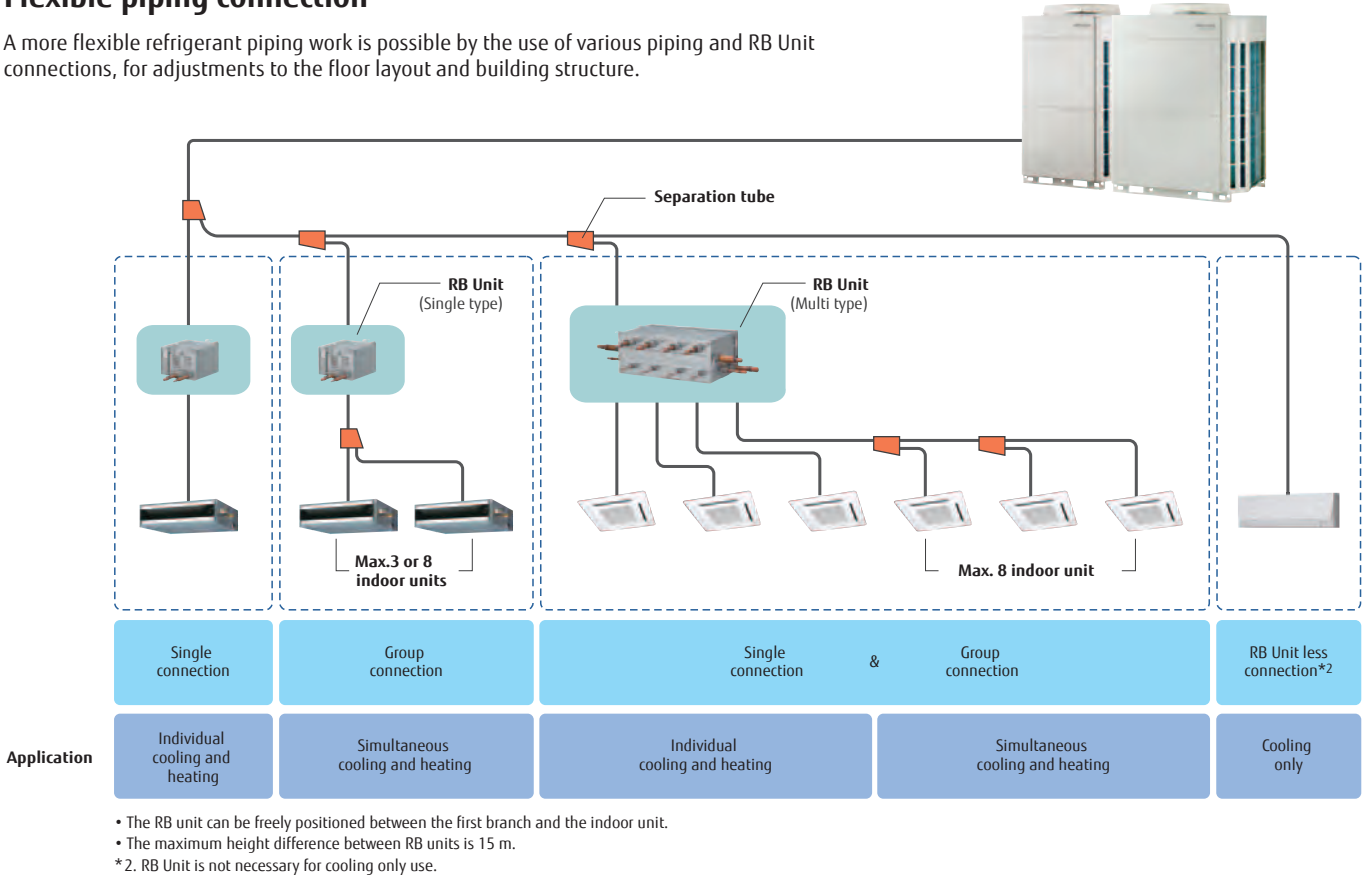 Flexible piping connection
A more flexible refrigerant piping work is possible by the use of various piping and RB Unit
connections, for adjustments to the floor layout and building structure.
Separation tube
RB Unit
(Single type)
RB Unit
(Multi type)
Max.3 or 8
indoor units
Max. 8 indoor unit
Single
connection
Group
connection
Single
connection
&
Group
connection
RB Unit less
connection*2
Application
Individual
cooling and
heating
Simultaneous
cooling and heating
Individual
cooling and heating
Simultaneous
cooling and heating
Cooling
only
• The RB unit can be freely positioned between the first branch and the indoor unit.
• The maximum height difference between RB units is 15 m.
*2. RB Unit is not necessary for cooling only use.